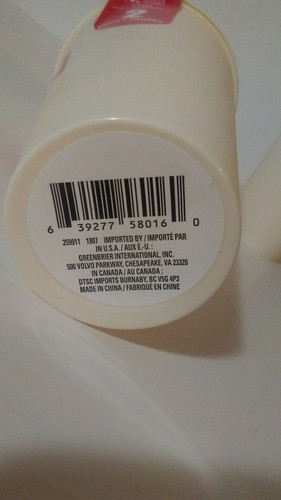 2
6 39277 58016 0
259911 1807 IMPORTED BY / IMPORTÉ PAR
IN U.S.A. / AUX É.-U. :
GREENBRIER INTERNATIONAL, INC.
500 VOLVO PARKWAY, CHESAPEAKE, VA 23320
IN CANADA / AU CANADA :
DTSC IMPORTS BURNABY, BC V5G 4P3
MADE IN CHINA / FABRIQUÉ EN CHINE